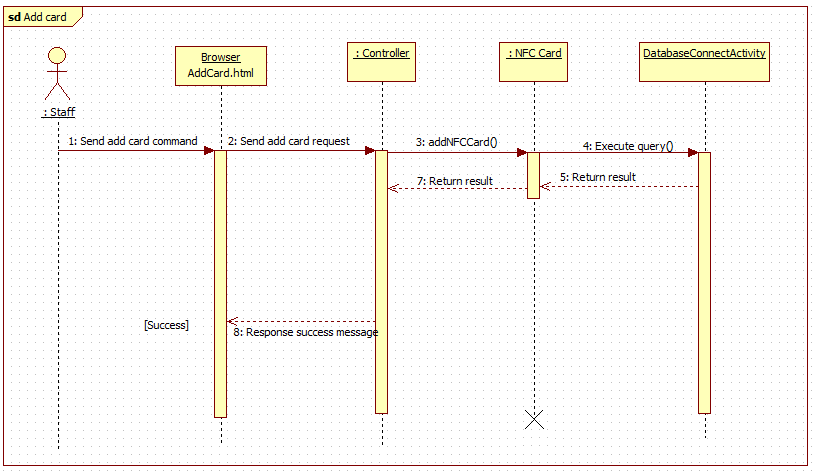 sd Add card
Browser
AddCard.html
: Controller
: NFC Card
DatabaseConnectActivity
: Staff
1: Send add card command
2: Send add card request
3: addNFCCard()
4: Execute query()
7: Return result
5: Return result
[Success]
8: Response success message